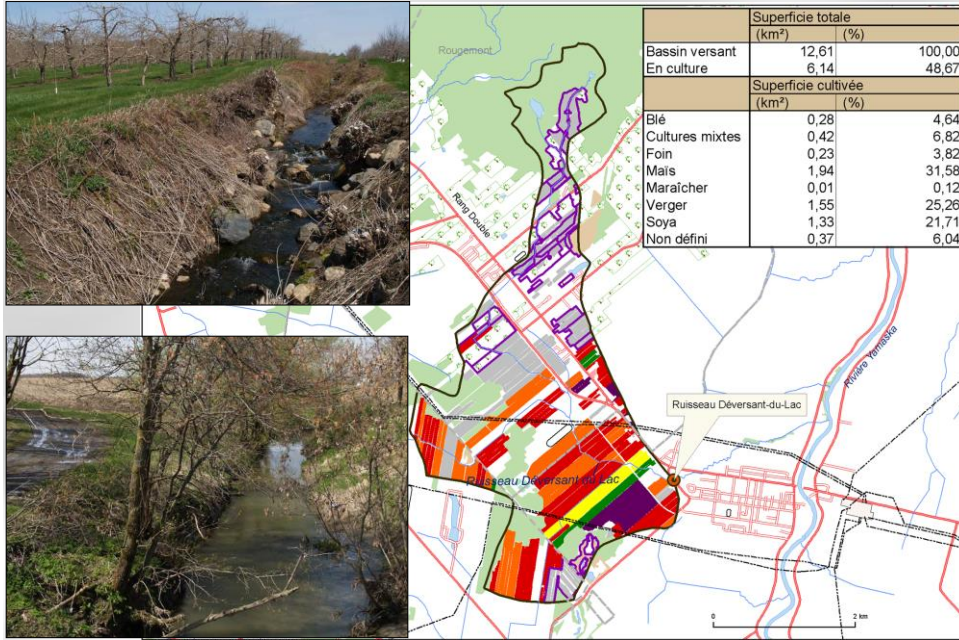 Superficie totale
(km²) (%)
Bassin versant 12,61 100,00
En culture 6,14 48,67
Superficie cultivée
(km²) (%)
Blé 0,28 4,64
Cultures mixtes 0,42 6,82
Foin 0,23 3,82
Maïs 1,94 31,58
Maraîcher 0,01 0,12
Verger 1,55 25,26
Soya 1,33 21,71
Non défini 0,37 6,04
Rougemont
Rang Double
Rivière Yamaska
Ruisseau Déversant-du-Lac
Ruisseau Déversant du Lac
0 2 km